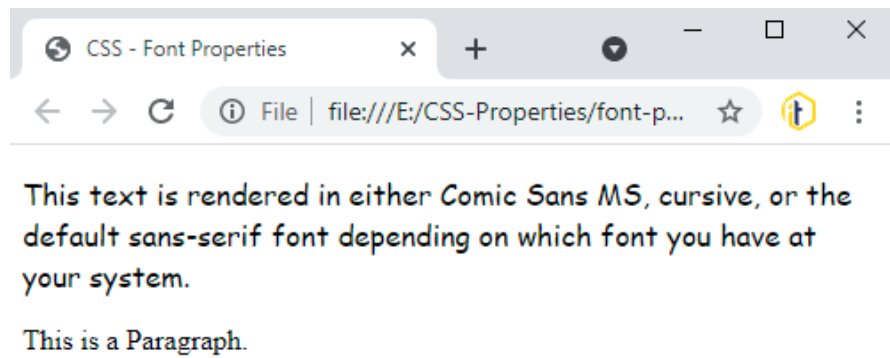 CSS - Font Properties
File | file:///E:/CSS-Properties/font-p...
This text is rendered in either Comic Sans MS, cursive, or the
default sans-serif font depending on which font you have at
your system.
This is a Paragraph.